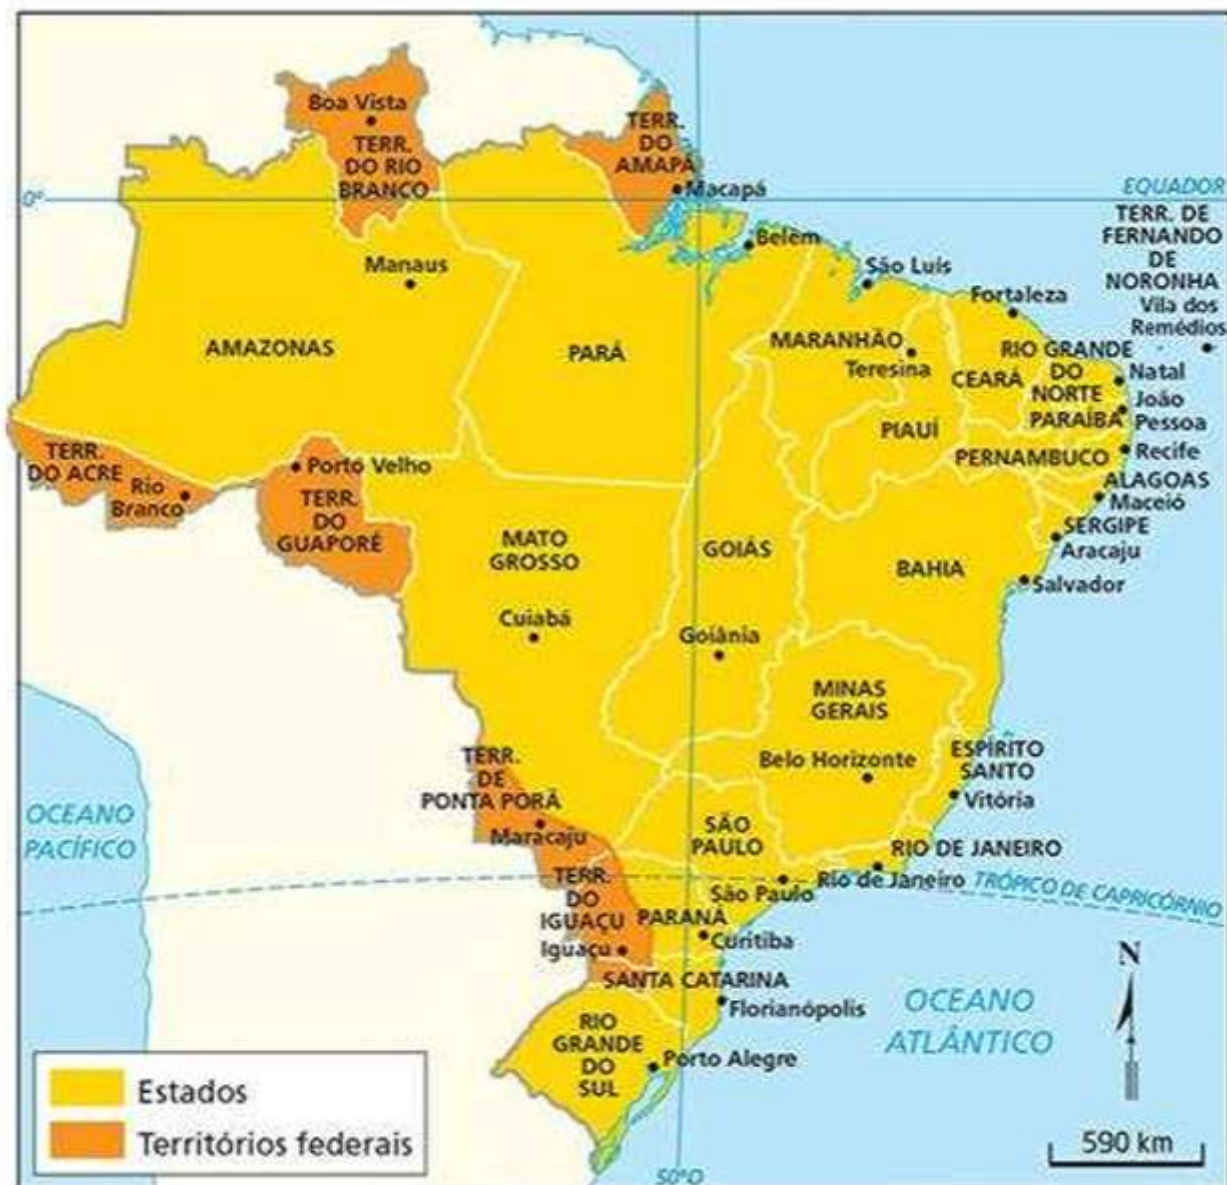 Boa Vista
TERR.
DO RIO
BRANCO
TERR.
DO
AMAPÁ
Macapá
0°
EQUADOR
TERR. DE
FERNANDO
DE
NORONHA
Vila dos
Remédios
Belém
Manaus
São Luís
Fortaleza
AMAZONAS
PARÁ
MARANHÃO
Teresina
CEARÁ
RIO GRANDE
DO
NORTE
Natal
PARAÍBA
João
Pessoa
PIAUÍ
PERNAMBUCO
Recife
TERR.
DO ACRE
Rio
Branco
Porto Velho
TERR.
DO
GUAPORÉ
ALAGOAS
Maceió
SERGIPE
Aracaju
MATO
GROSSO
GOIÁS
BAHIA
Salvador
Cuiabá
Goiânia
MINAS
GERAIS
Belo Horizonte
ESPÍRITO
SANTO
Vitória
TERR.
DE
PONTA PORÃ
Maracaju
OCEANO
PACÍFICO
SÃO
PAULO
São Paulo
RIO DE JANEIRO
Rio de Janeiro
TRÓPICO DE CAPRICÓRNIO
TERR.
DO
IGUAÇU
Iguaçu
PARANÁ
Curitiba
SANTA CATARINA
Florianópolis
RIO
GRANDE
DO
SUL
Porto Alegre
OCEANO
ATLÂNTICO
N
Estados
Territórios federais
590 km
50°O